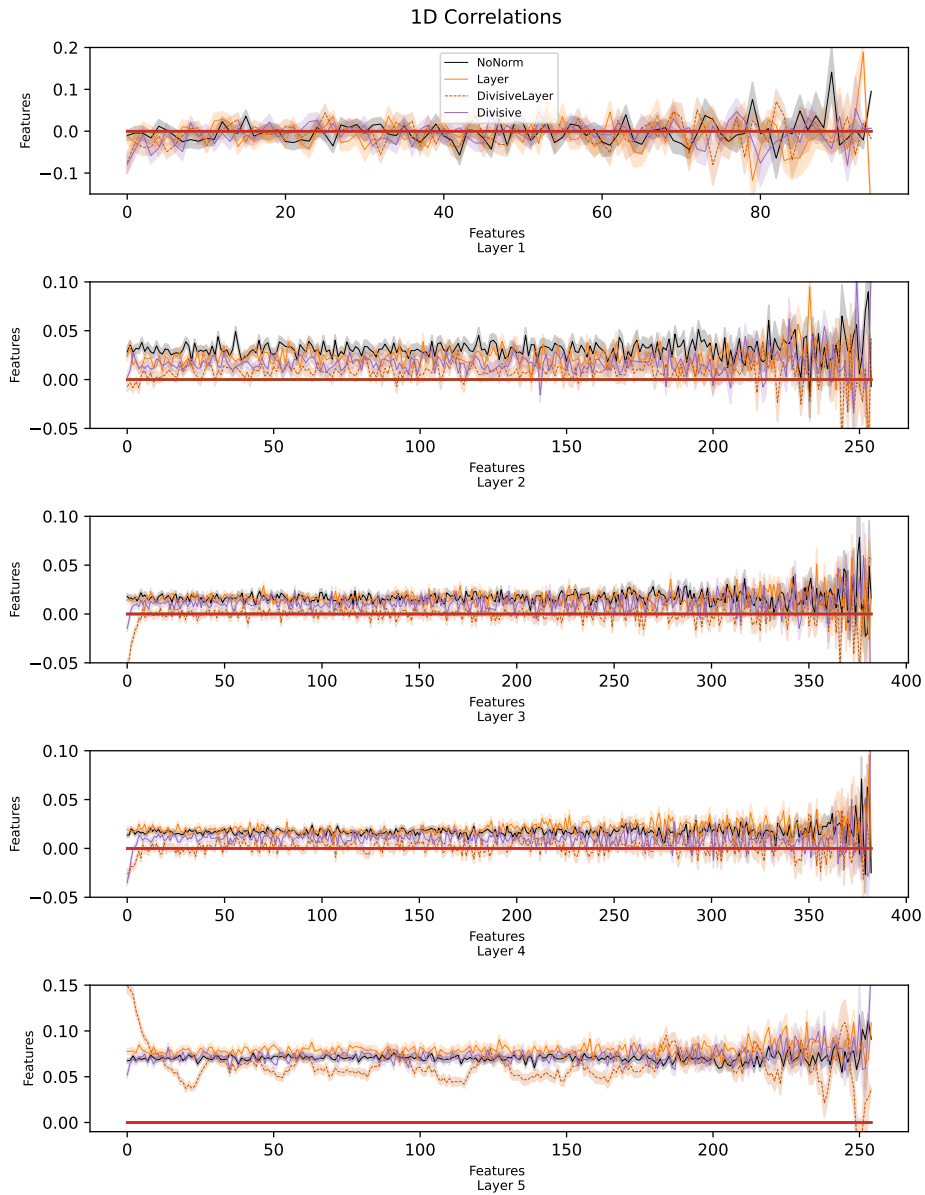 1D Correlations
0.2
0.1
0.0
−0.1
Features
NoNorm
Layer
DivisiveLayer
Divisive
0 20 40 60 80
Features
Layer 1
0.10
0.05
0.00
−0.05
Features
0 50 100 150 200 250
Features
Layer 2
0.10
0.05
0.00
−0.05
Features
0 50 100 150 200 250 300 350 400
Features
Layer 3
0.10
0.05
0.00
−0.05
Features
0 50 100 150 200 250 300 350 400
Features
Layer 4
0.15
0.10
0.05
0.00
Features
0 50 100 150 200 250
Features
Layer 5